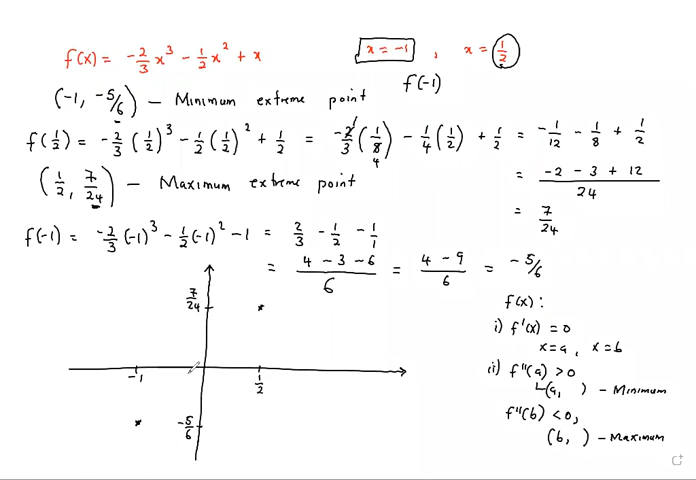 f(x) = -2/3 x³ - 1/2 x² + x    x = -1 , x = 1/2
f(-1)
(-1, -5/6) – Minimum extreme point
f(1/2) = -2/3 (1/2)³ - 1/2 (1/2)² + 1/2 = -2/3 (1/8) - 1/4 (1/2) + 1/2 = -1/12 - 1/8 + 1/2
1 4
(1/2, 7/24) – Maximum extreme point
= (-2 - 3 + 12)/24
= 7/24
f(-1) = -2/3 (-1)³ - 1/2 (-1)² - 1 = 2/3 - 1/2 - 1/1
= (4 - 3 - 6)/6 = (4 - 9)/6 = -5/6
7/24
-1
1/2
-5/6
f(x) :
i) f'(x) = 0
x=a , x=b
ii) f''(a) > 0
(a, ) – Minimum
f''(b) < 0,
(b, ) – Maximum